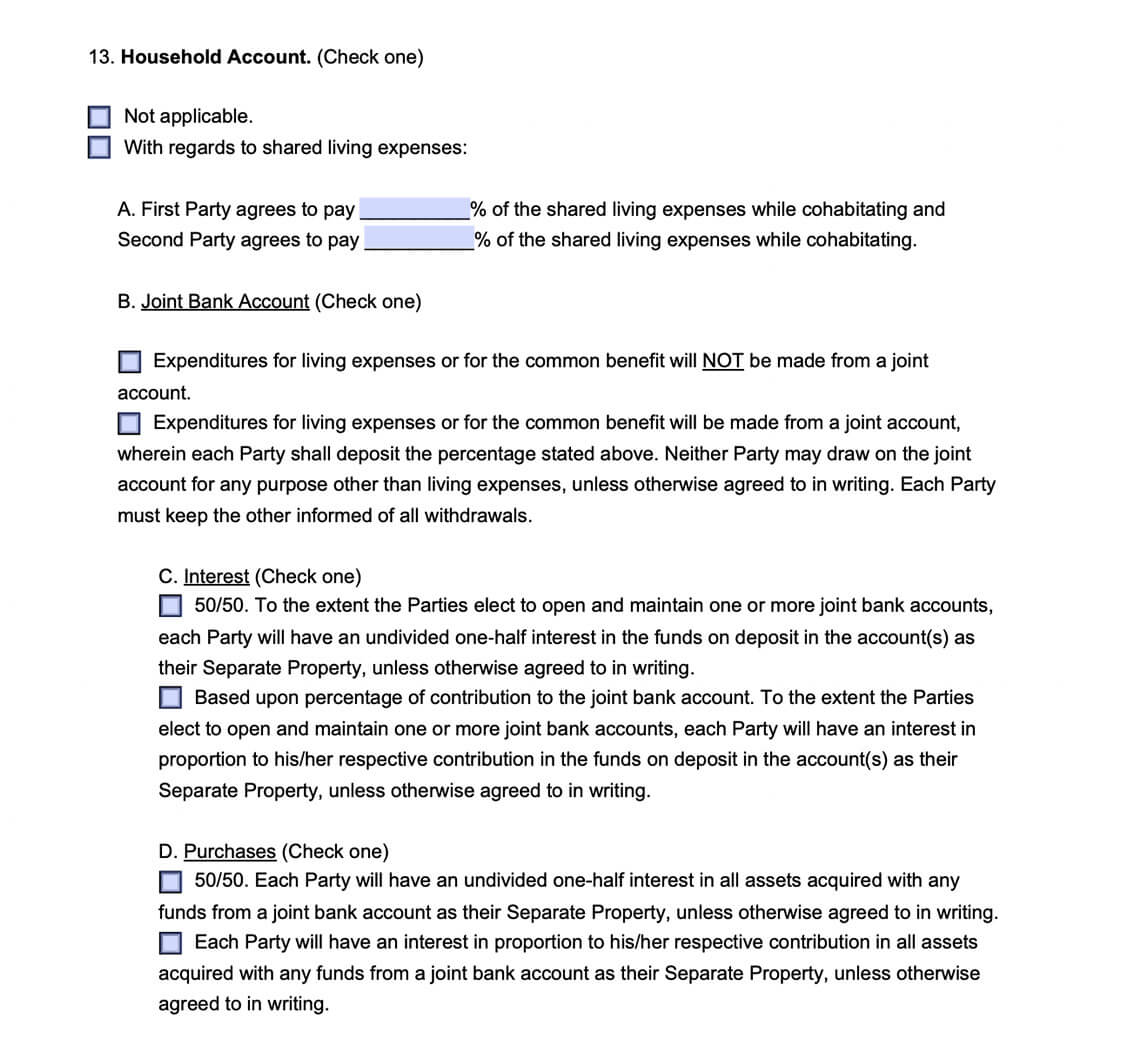 13. Household Account. (Check one)
Not applicable.
With regards to shared living expenses:
A. First Party agrees to pay __________% of the shared living expenses while cohabitating and
Second Party agrees to pay __________% of the shared living expenses while cohabitating.
B. Joint Bank Account (Check one)
Expenditures for living expenses or for the common benefit will NOT be made from a joint
account.
Expenditures for living expenses or for the common benefit will be made from a joint account,
wherein each Party shall deposit the percentage stated above. Neither Party may draw on the joint
account for any purpose other than living expenses, unless otherwise agreed to in writing. Each Party
must keep the other informed of all withdrawals.
C. Interest (Check one)
50/50. To the extent the Parties elect to open and maintain one or more joint bank accounts,
each Party will have an undivided one-half interest in the funds on deposit in the account(s) as
their Separate Property, unless otherwise agreed to in writing.
Based upon percentage of contribution to the joint bank account. To the extent the Parties
elect to open and maintain one or more joint bank accounts, each Party will have an interest in
proportion to his/her respective contribution in the funds on deposit in the account(s) as their
Separate Property, unless otherwise agreed to in writing.
D. Purchases (Check one)
50/50. Each Party will have an undivided one-half interest in all assets acquired with any
funds from a joint bank account as their Separate Property, unless otherwise agreed to in writing.
Each Party will have an interest in proportion to his/her respective contribution in all assets
acquired with any funds from a joint bank account as their Separate Property, unless otherwise
agreed to in writing.